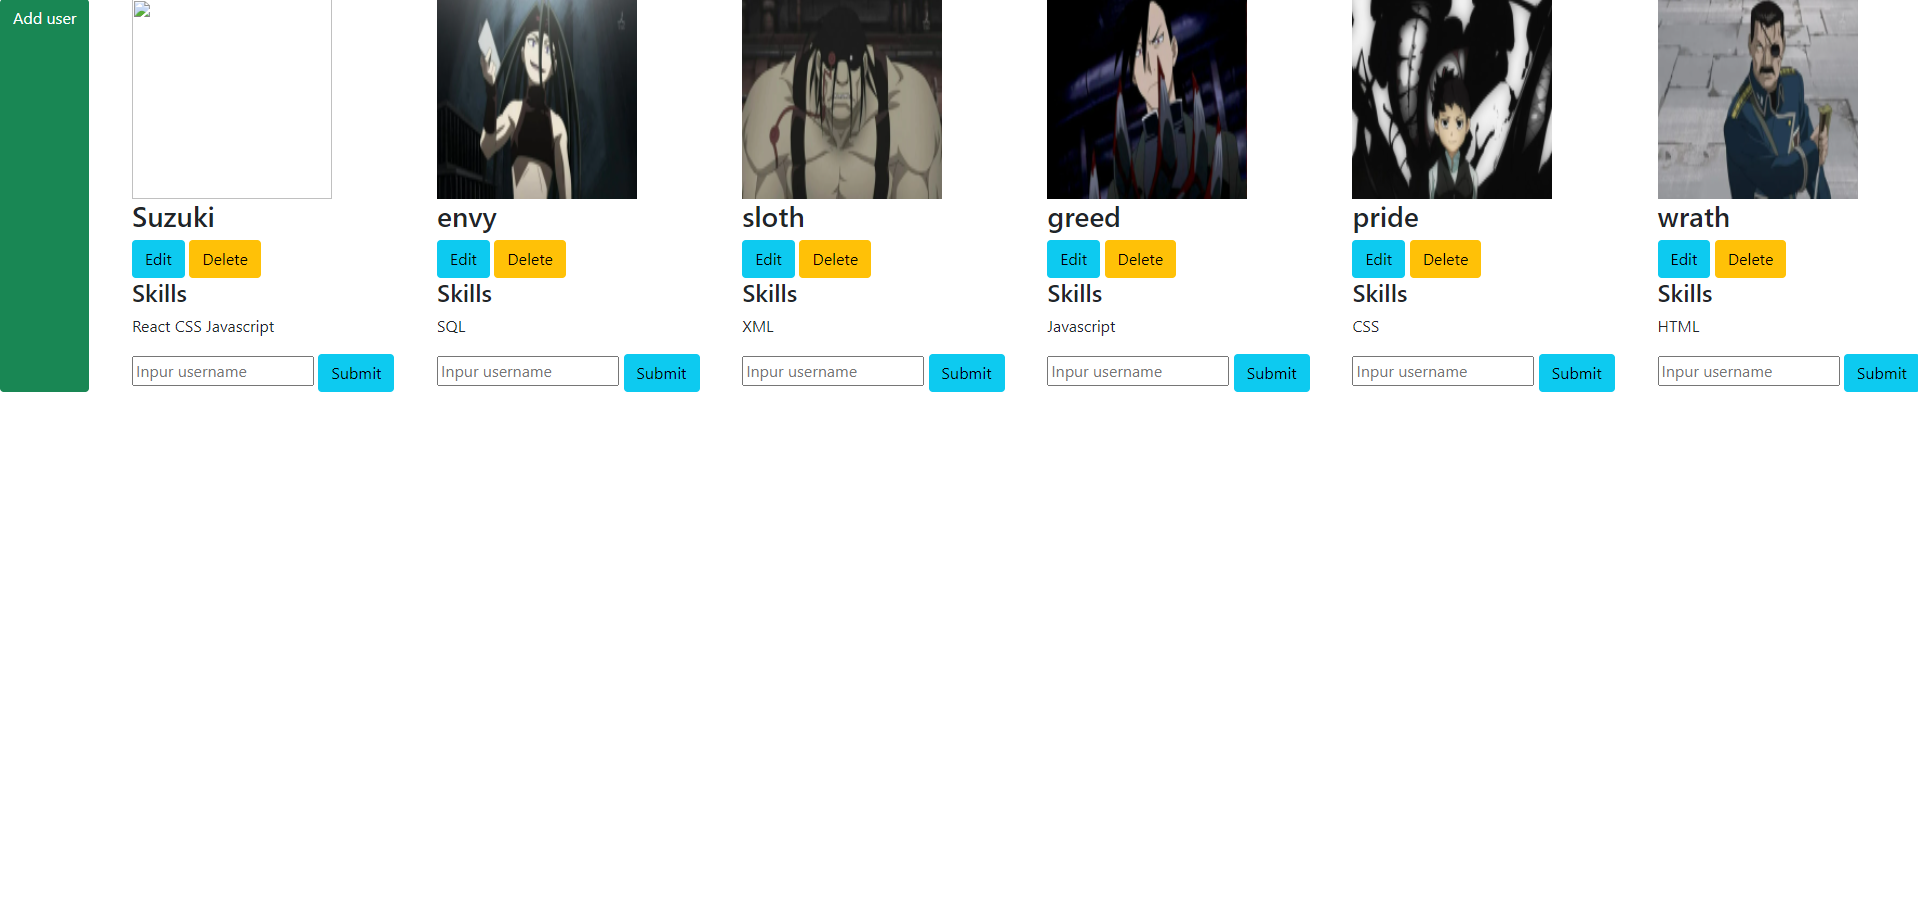 Add user
Suzuki
Edit Delete
Skills
React CSS Javascript
Inpur username Submit
envy
Edit Delete
Skills
SQL
Inpur username Submit
sloth
Edit Delete
Skills
XML
Inpur username Submit
greed
Edit Delete
Skills
Javascript
Inpur username Submit
pride
Edit Delete
Skills
CSS
Inpur username Submit
wrath
Edit Delete
Skills
HTML
Inpur username Submit